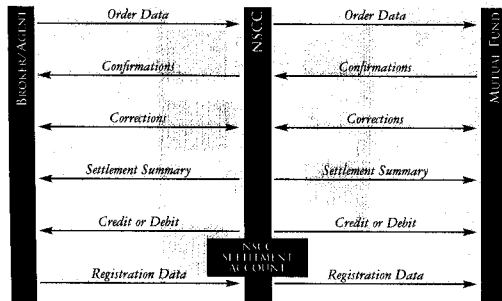 Order Data
Order Data
Confirmations
Confirmations
Corrections
Corrections
Settlement Summary
Settlement Summary
Credit or Debit
Credit or Debit
Registration Data
Registration Data
BROKER/AGENT
NSCC
MUTUAL FUND
NSCC
SETTLEMENT
ACCOUNT